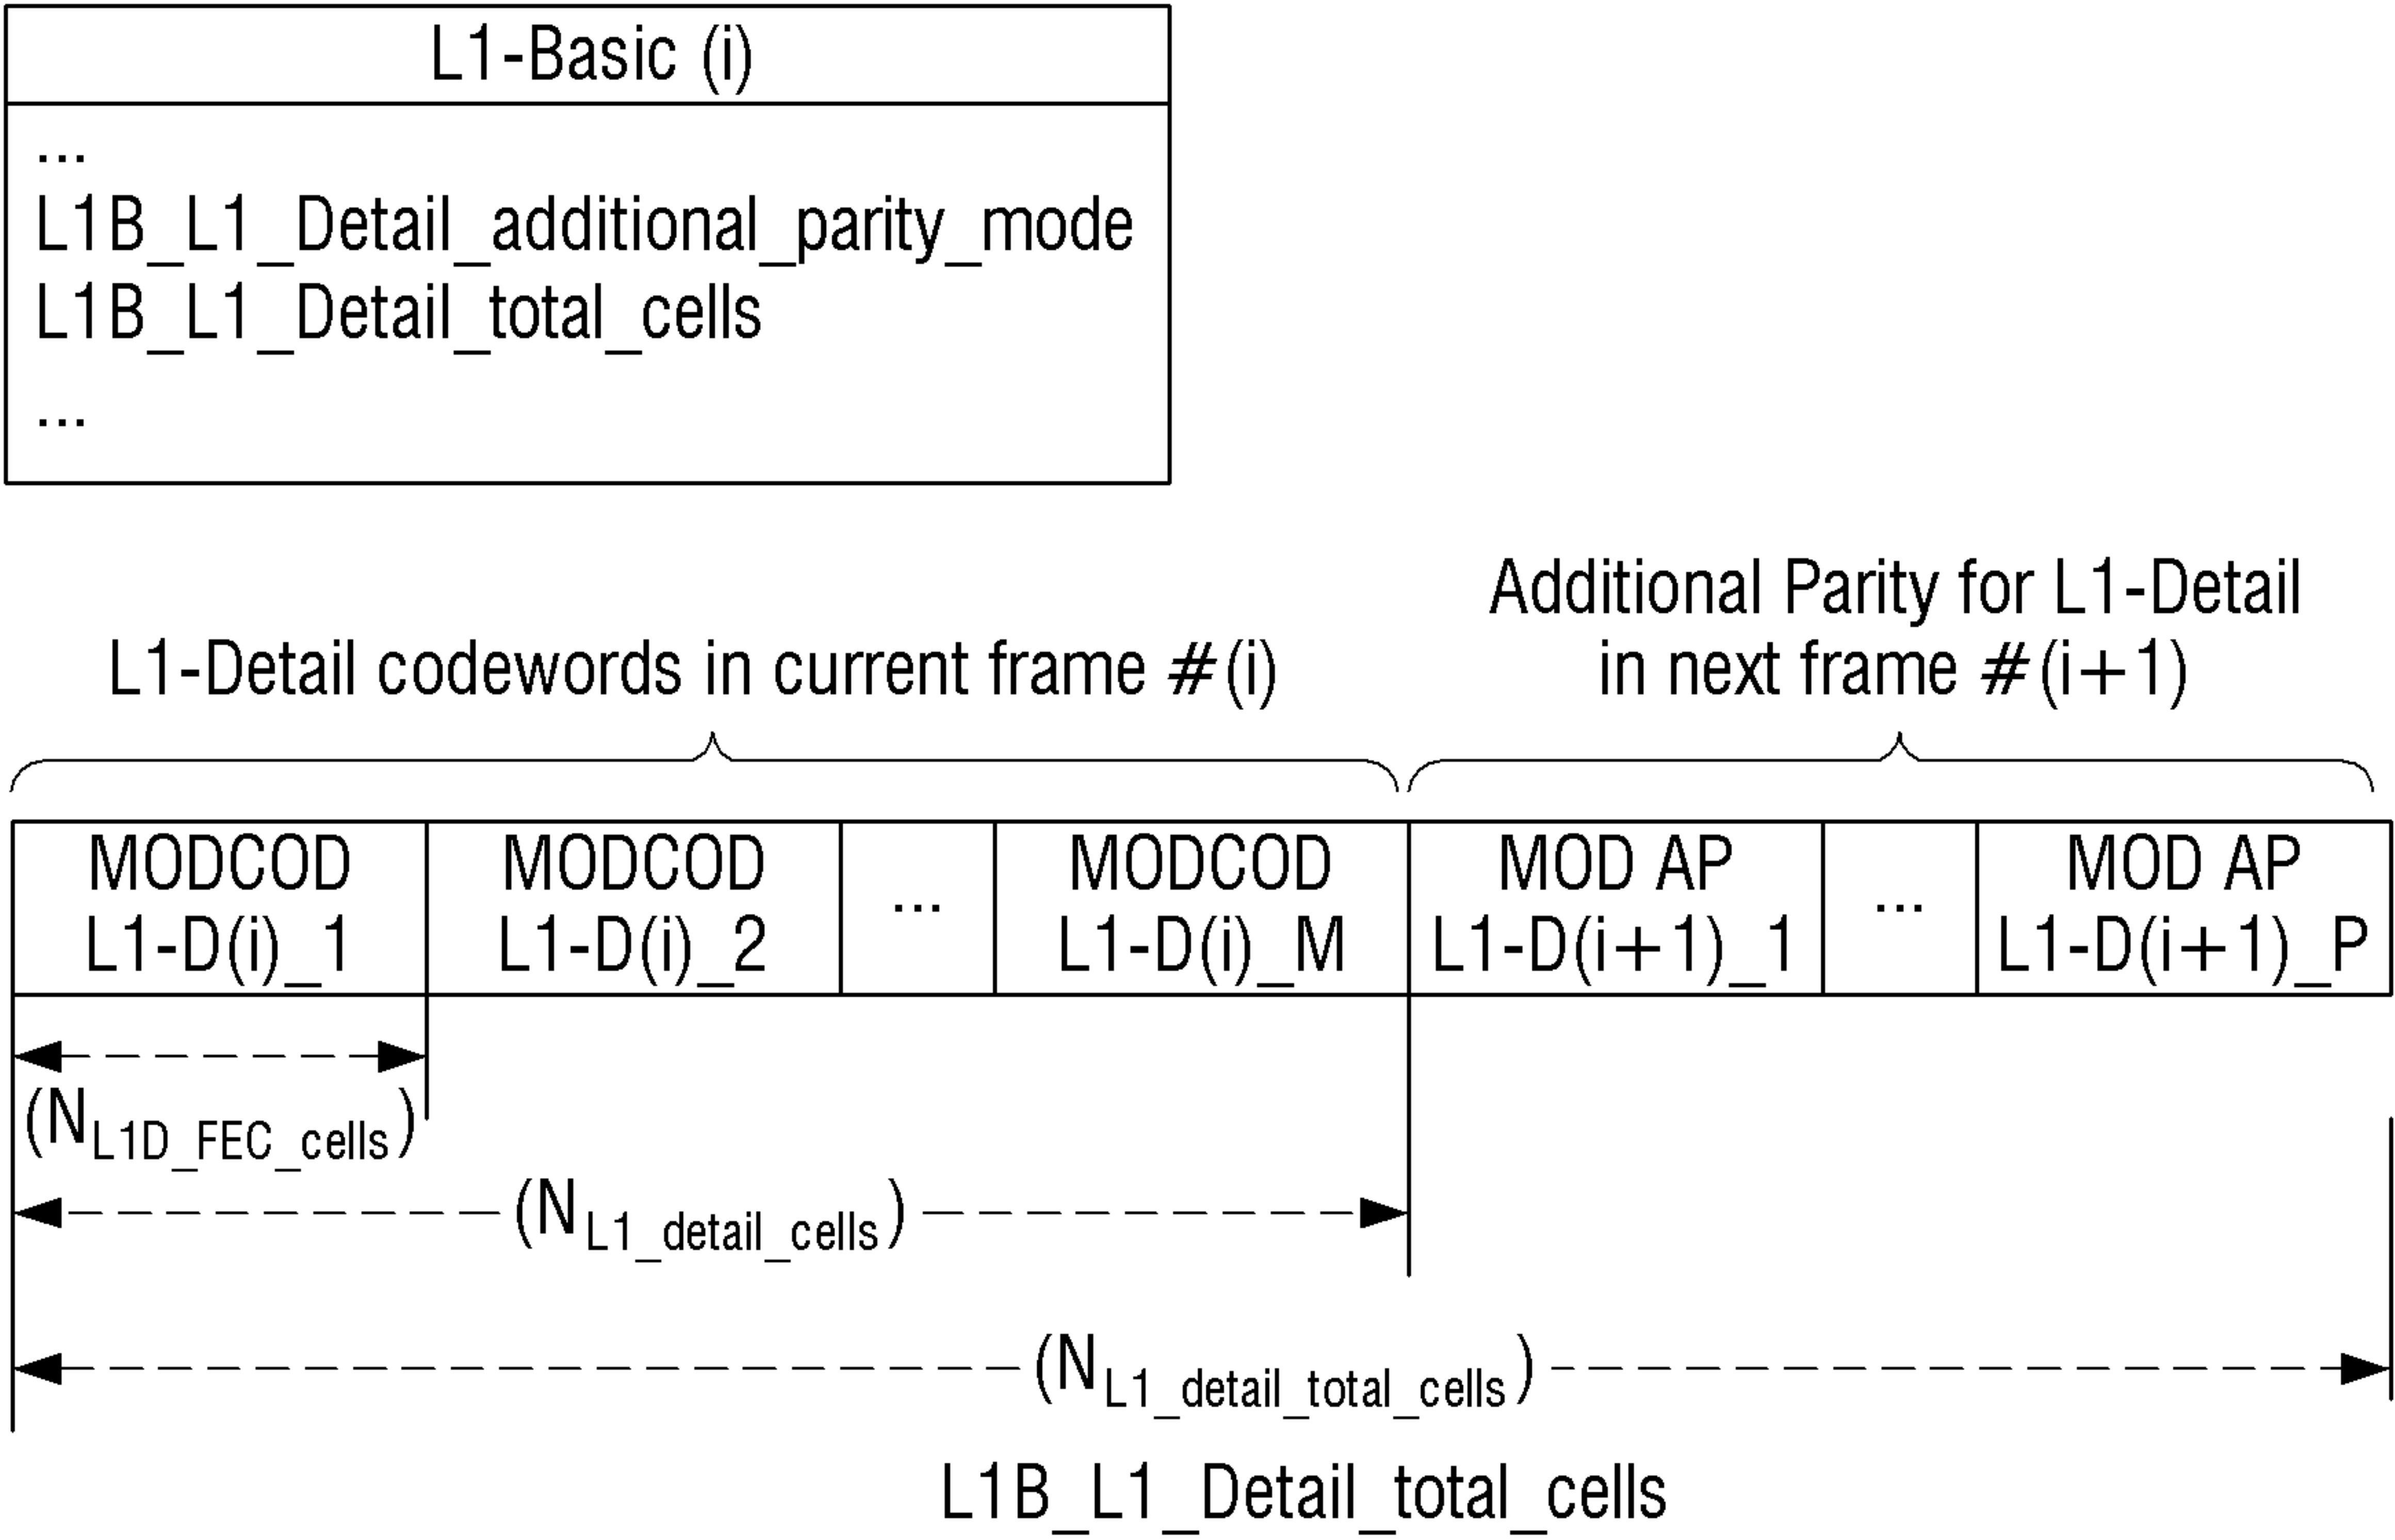 L1-Basic (i)
...
L1B_L1_Detail_additional_parity_mode
L1B_L1_Detail_total_cells
...
L1-Detail codewords in current frame #(i)
Additional Parity for L1-Detail
in next frame #(i+1)
MODCOD
L1-D(i)_1
MODCOD
L1-D(i)_2
...
MODCOD
L1-D(i)_M
MOD AP
L1-D(i+1)_1
...
MOD AP
L1-D(i+1)_P
(NL1D_FEC_cells)
(NL1_detail_cells)
(NL1_detail_total_cells)
L1B_L1_Detail_total_cells